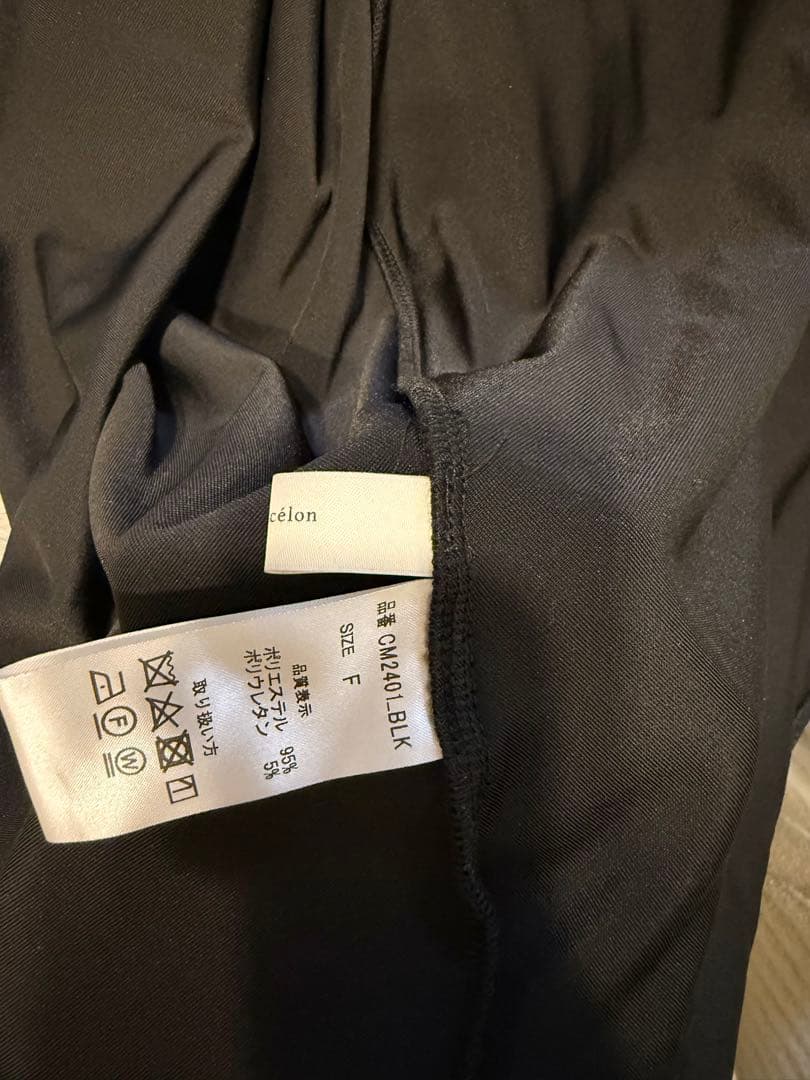 célon
品番 CM2401_BLK
SIZE F
品質表示
ポリエステル 95%
ポリウレタン 5%
取り扱い方
F
W